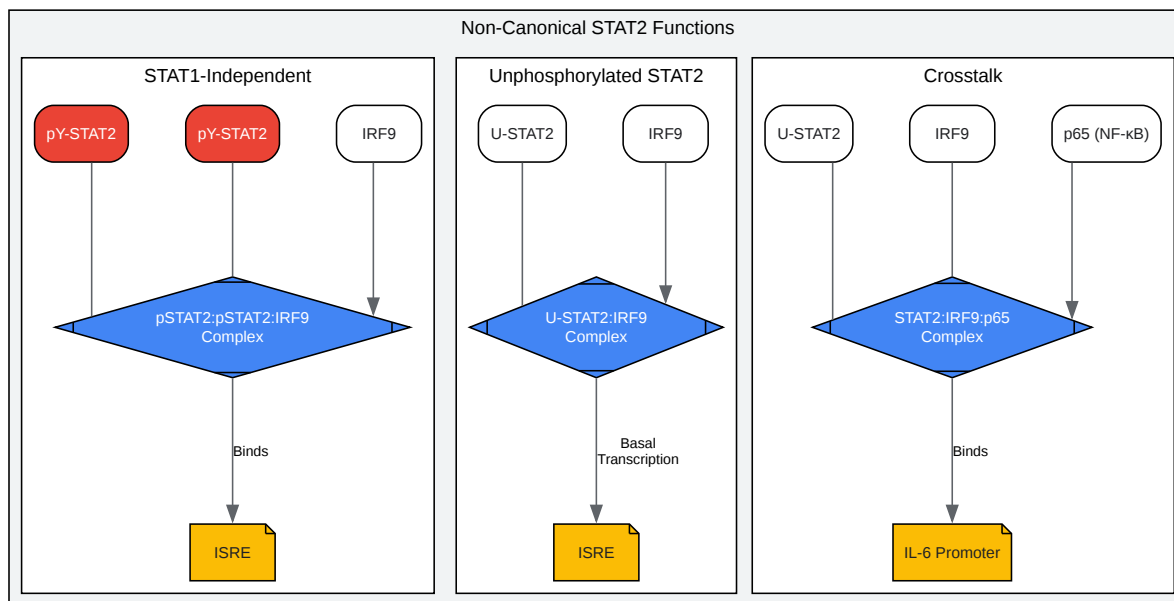 Non-Canonical STAT2 Functions
STAT1-Independent
pY-STAT2
pY-STAT2
IRF9
pSTAT2:pSTAT2:IRF9
Complex
Binds
ISRE
Unphosphorylated STAT2
U-STAT2
IRF9
U-STAT2:IRF9
Complex
Basal
Transcription
ISRE
Crosstalk
U-STAT2
IRF9
p65 (NF-κB)
STAT2:IRF9:p65
Complex
Binds
IL-6 Promoter